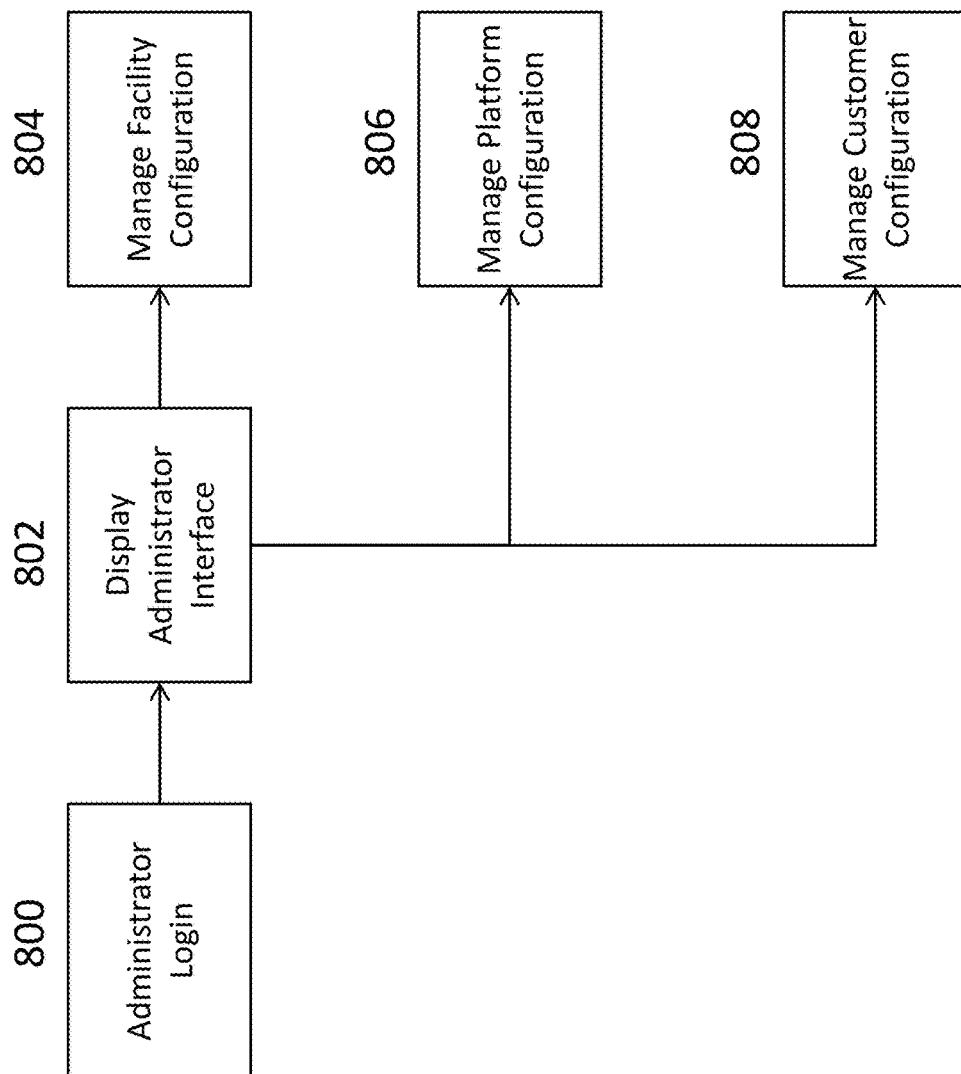 800
Administrator
Login
802
Display
Administrator
Interface
804
Manage Facility
Configuration
806
Manage Platform
Configuration
808
Manage Customer
Configuration